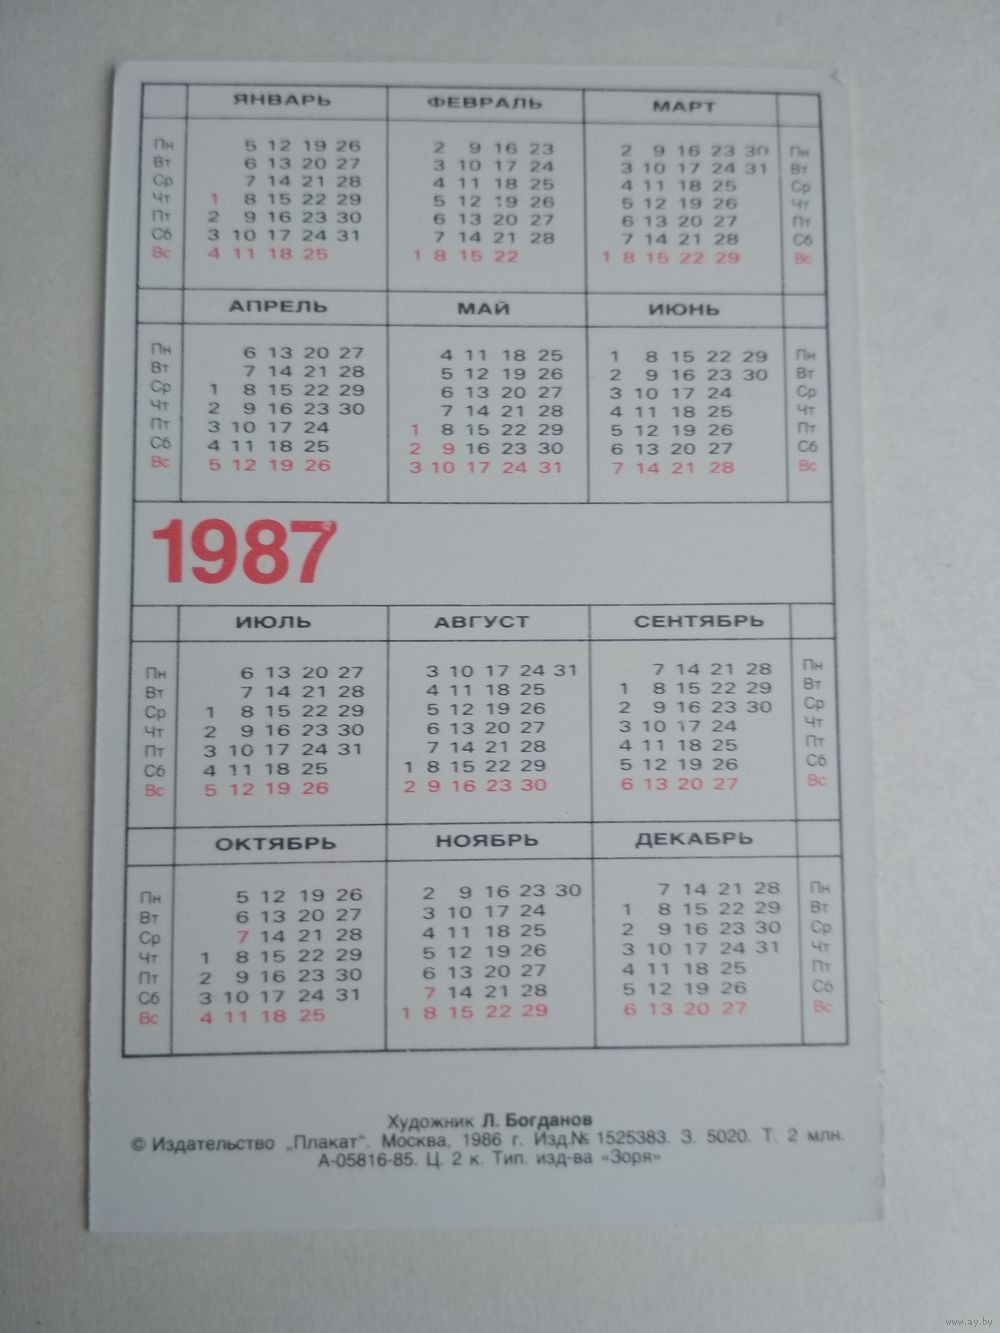 ЯНВАРЬ ФЕВРАЛЬ МАРТ
Пн 5 12 19 26 2 9 16 23 2 9 16 23 30 Пн
Вт 6 13 20 27 3 10 17 24 3 10 17 24 31 Вт
Ср 7 14 21 28 4 11 18 25 4 11 18 25 Ср
Чт 1 8 15 22 29 5 12 19 26 5 12 19 26 Чт
Пт 2 9 16 23 30 6 13 20 27 6 13 20 27 Пт
Сб 3 10 17 24 31 7 14 21 28 7 14 21 28 Сб
Вс 4 11 18 25 1 8 15 22 1 8 15 22 29 Вс
АПРЕЛЬ МАЙ ИЮНЬ
Пн 6 13 20 27 4 11 18 25 1 8 15 22 29 Пн
Вт 7 14 21 28 5 12 19 26 2 9 16 23 30 Вт
Ср 1 8 15 22 29 6 13 20 27 3 10 17 24 Ср
Чт 2 9 16 23 30 7 14 21 28 4 11 18 25 Чт
Пт 3 10 17 24 1 8 15 22 29 5 12 19 26 Пт
Сб 4 11 18 25 2 9 16 23 30 6 13 20 27 Сб
Вс 5 12 19 26 3 10 17 24 31 7 14 21 28 Вс
1987
ИЮЛЬ АВГУСТ СЕНТЯБРЬ
Пн 6 13 20 27 3 10 17 24 31 7 14 21 28 Пн
Вт 7 14 21 28 4 11 18 25 1 8 15 22 29 Вт
Ср 1 8 15 22 29 5 12 19 26 2 9 16 23 30 Ср
Чт 2 9 16 23 30 6 13 20 27 3 10 17 24 Чт
Пт 3 10 17 24 31 7 14 21 28 4 11 18 25 Пт
Сб 4 11 18 25 1 8 15 22 29 5 12 19 26 Сб
Вс 5 12 19 26 2 9 16 23 30 6 13 20 27 Вс
ОКТЯБРЬ НОЯБРЬ ДЕКАБРЬ
Пн 5 12 19 26 2 9 16 23 30 7 14 21 28 Пн
Вт 6 13 20 27 3 10 17 24 1 8 15 22 29 Вт
Ср 7 14 21 28 4 11 18 25 2 9 16 23 30 Ср
Чт 1 8 15 22 29 5 12 19 26 3 10 17 24 31 Чт
Пт 2 9 16 23 30 6 13 20 27 4 11 18 25 Пт
Сб 3 10 17 24 31 7 14 21 28 5 12 19 26 Сб
Вс 4 11 18 25 1 8 15 22 29 6 13 20 27 Вс
Художник Л. Богданов
© Издательство „Плакат“. Москва, 1986 г. Изд.№ 1525383. З. 5020. Т. 2 млн.
А-05816-85. Ц. 2 к. Тип. изд-ва «Зоря»
www.ay.by